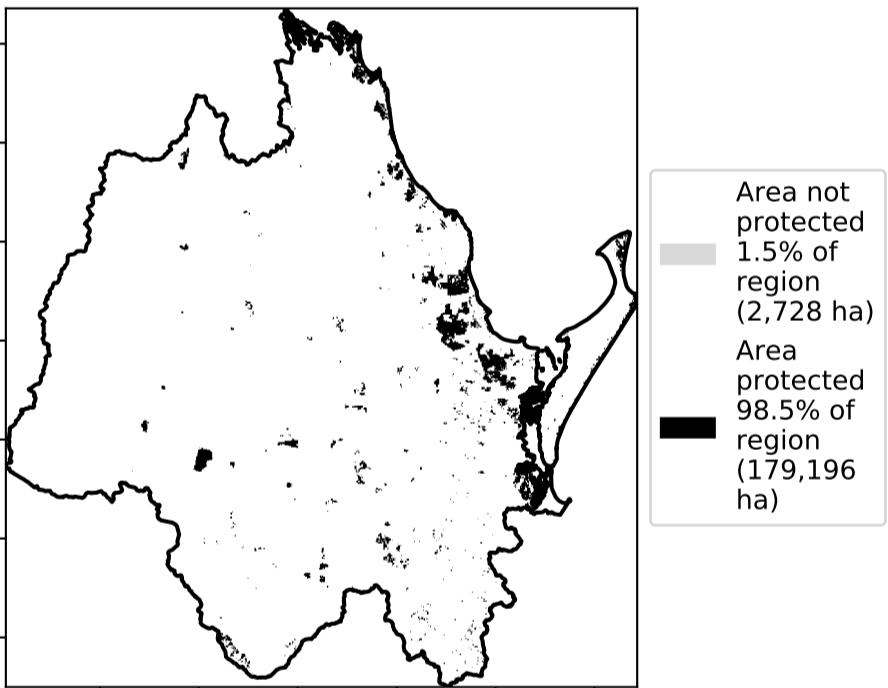 Area not
protected
1.5% of
region
(2,728 ha)
Area
protected
98.5% of
region
(179,196
ha)